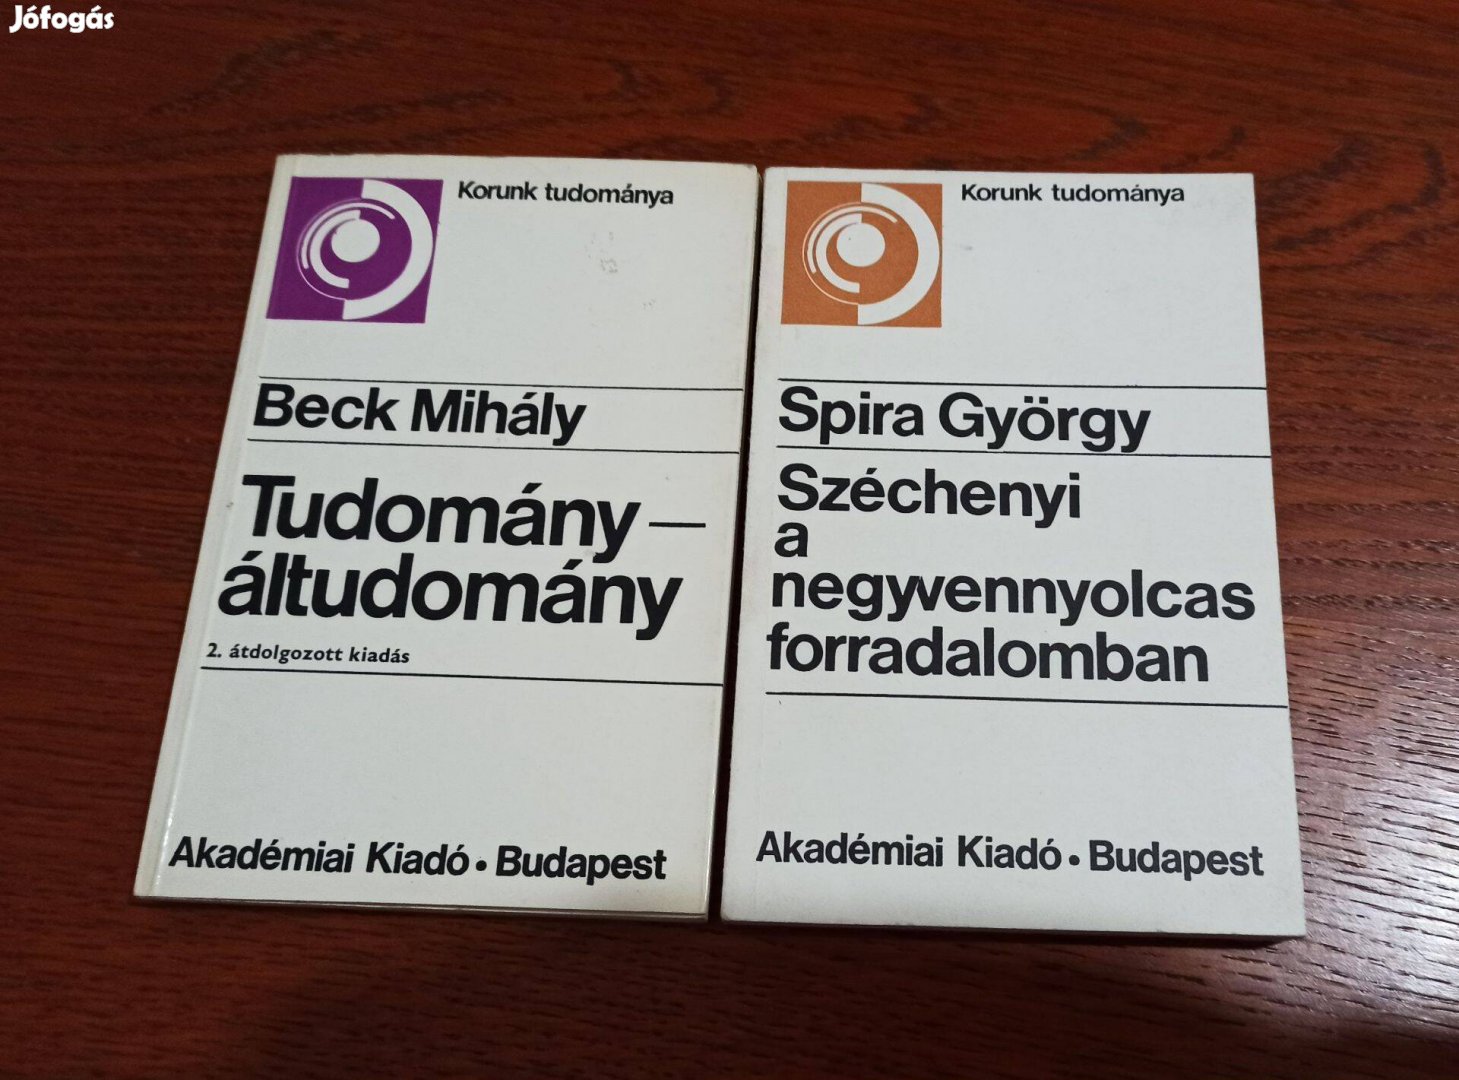 Jófogás
Korunk tudománya
Beck Mihály
Tudomány–
áltudomány
2. átdolgozott kiadás
Akadémiai Kiadó • Budapest
Korunk tudománya
Spira György
Széchenyi
a
negyvennyolcas
forradalomban
Akadémiai Kiadó • Budapest